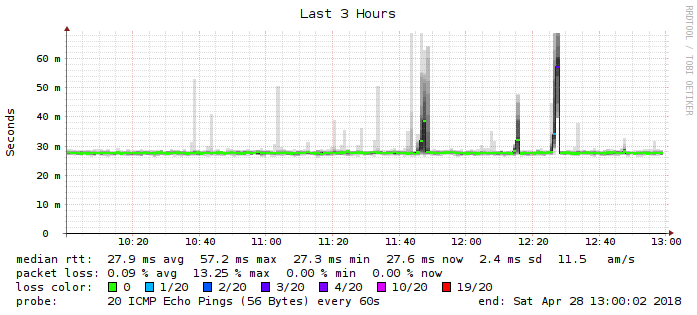 Last 3 Hours
RRDTOOL / TOBI OETIKER
Seconds
60 m
50 m
40 m
30 m
20 m
10 m
0
10:20 10:40 11:00 11:20 11:40 12:00 12:20 12:40 13:00
median rtt: 27.9 ms avg 57.2 ms max 27.3 ms min 27.6 ms now 2.4 ms sd 11.5 am/s
packet loss: 0.09 % avg 13.25 % max 0.00 % min 0.00 % now
loss color: 0 1/20 2/20 3/20 4/20 10/20 19/20
probe: 20 ICMP Echo Pings (56 Bytes) every 60s end: Sat Apr 28 13:00:02 2018